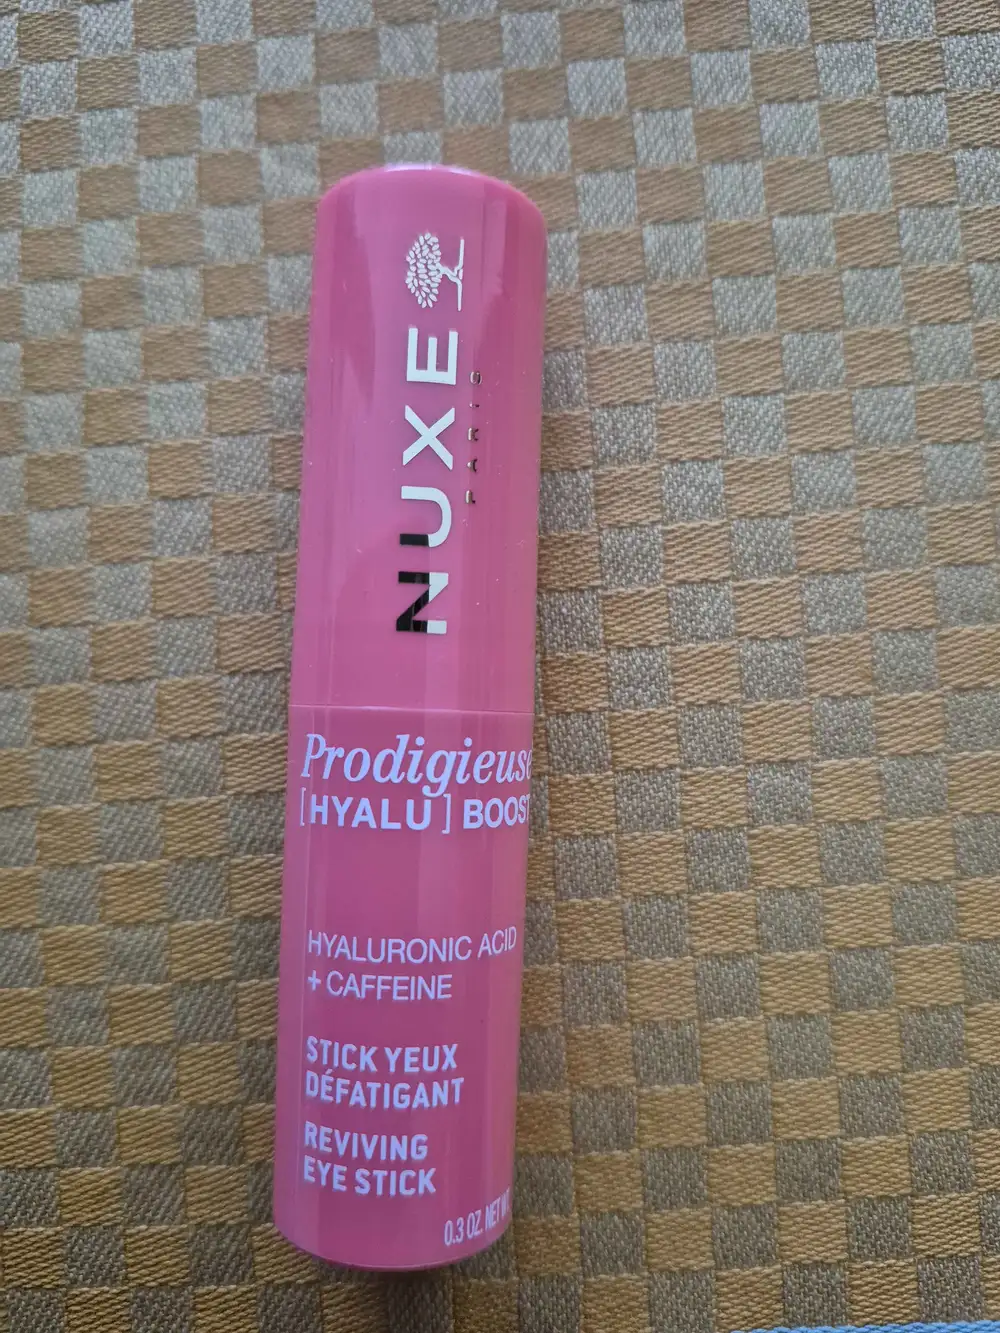 NUXE
PARIS
Prodigieuse
[HYALU] BOOST
HYALURONIC ACID
+ CAFFEINE
STICK YEUX
DÉFATIGANT
REVIVING
EYE STICK
0.3 OZ. NET W